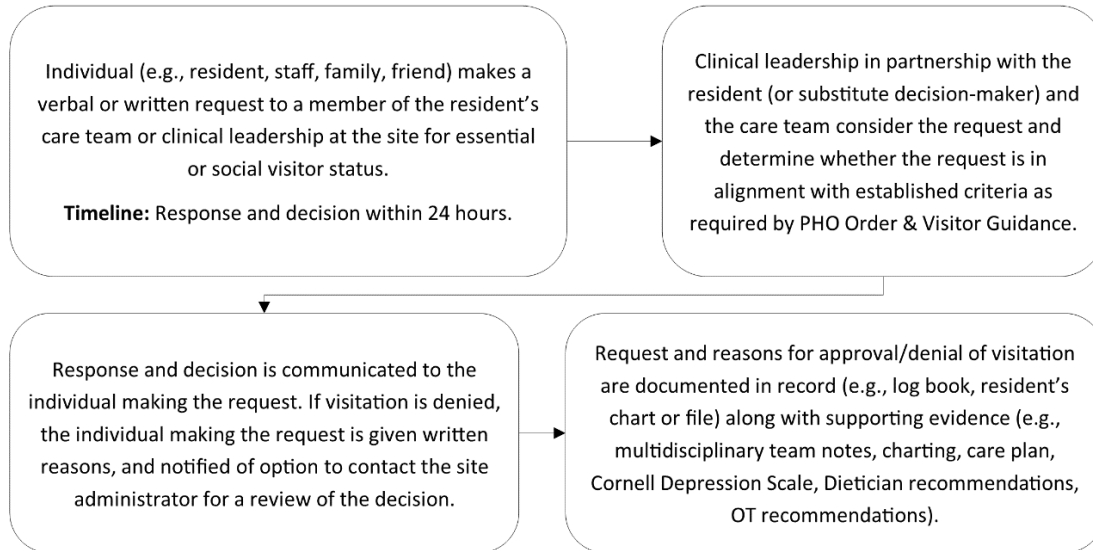 Individual (e.g., resident, staff, family, friend) makes a
verbal or written request to a member of the resident's
care team or clinical leadership at the site for essential
or social visitor status.
Timeline: Response and decision within 24 hours.
Clinical leadership in partnership with the
resident (or substitute decision-maker) and
the care team consider the request and
determine whether the request is in
alignment with established criteria as
required by PHO Order & Visitor Guidance.
Response and decision is communicated to the
individual making the request. If visitation is denied,
the individual making the request is given written
reasons, and notified of option to contact the site
administrator for a review of the decision.
Request and reasons for approval/denial of visitation
are documented in record (e.g., log book, resident's
chart or file) along with supporting evidence (e.g.,
multidisciplinary team notes, charting, care plan,
Cornell Depression Scale, Dietician recommendations,
OT recommendations).